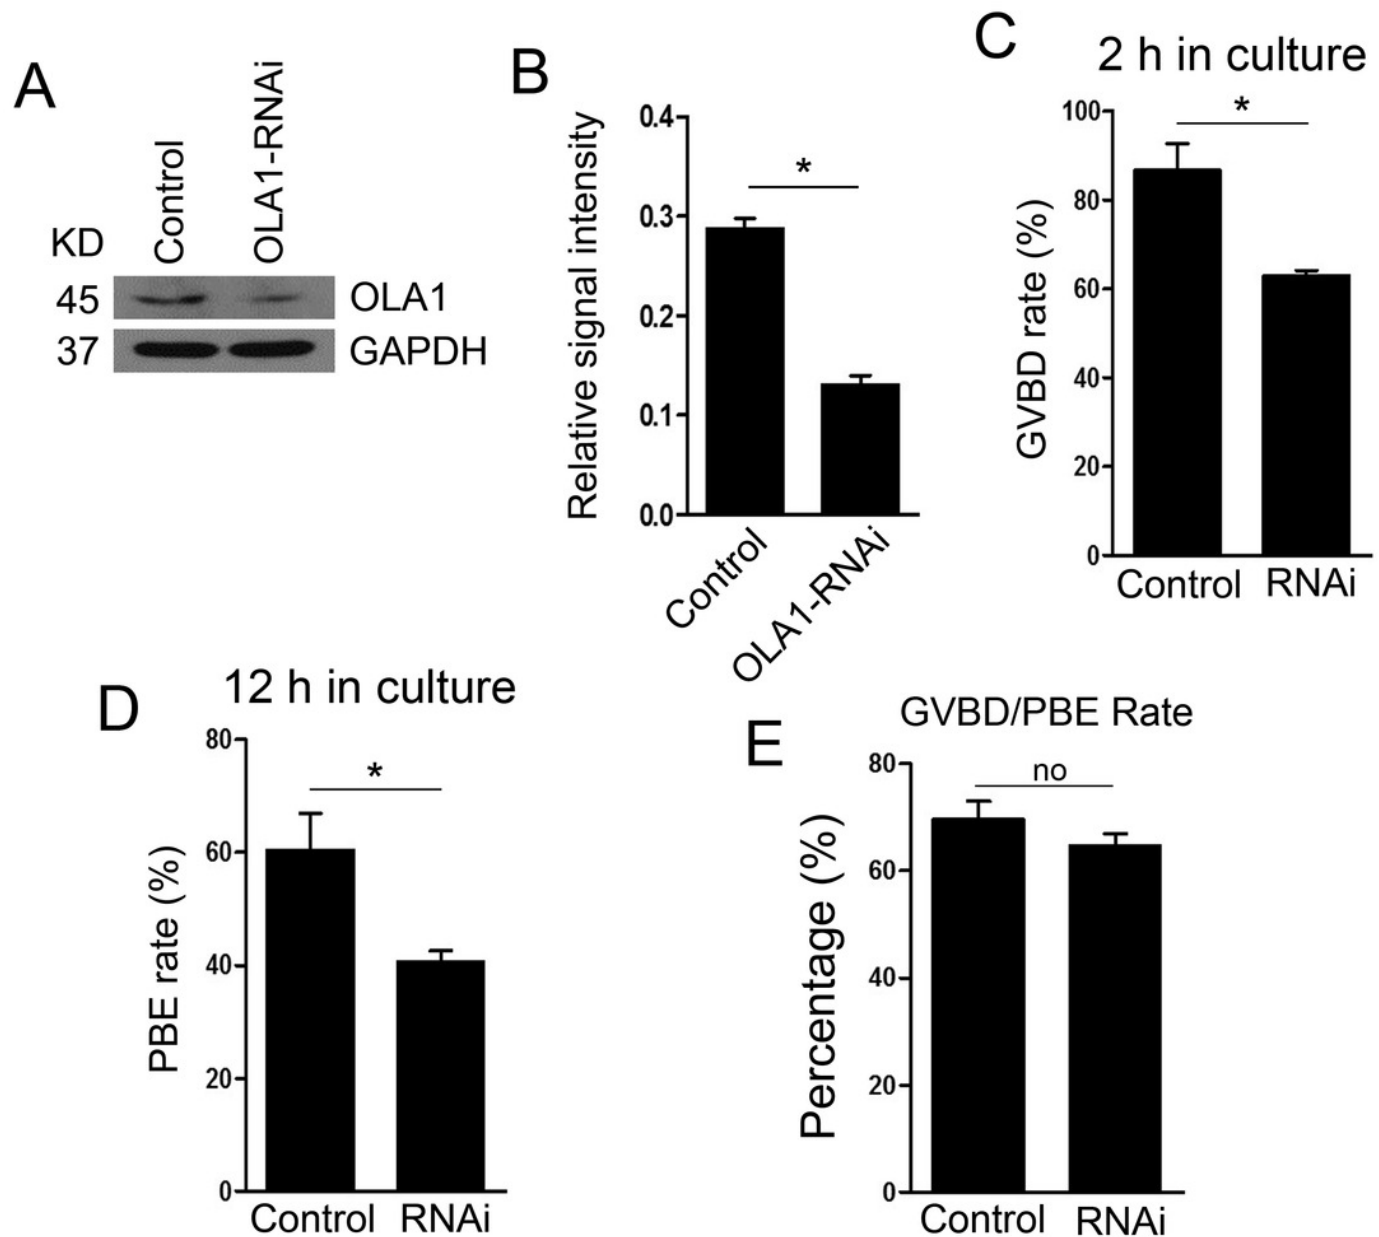 A
Control
OLA1-RNAi
KD
45
OLA1
37
GAPDH
B
Relative signal intensity
0.4
0.3
0.2
0.1
0.0
*
Control
OLA1-RNAi
C
2 h in culture
GVBD rate (%)
100
80
60
40
20
0
*
Control
RNAi
D
12 h in culture
PBE rate (%)
80
60
40
20
0
*
Control
RNAi
E
GVBD/PBE Rate
Percentage (%)
80
60
40
20
0
no
Control
RNAi